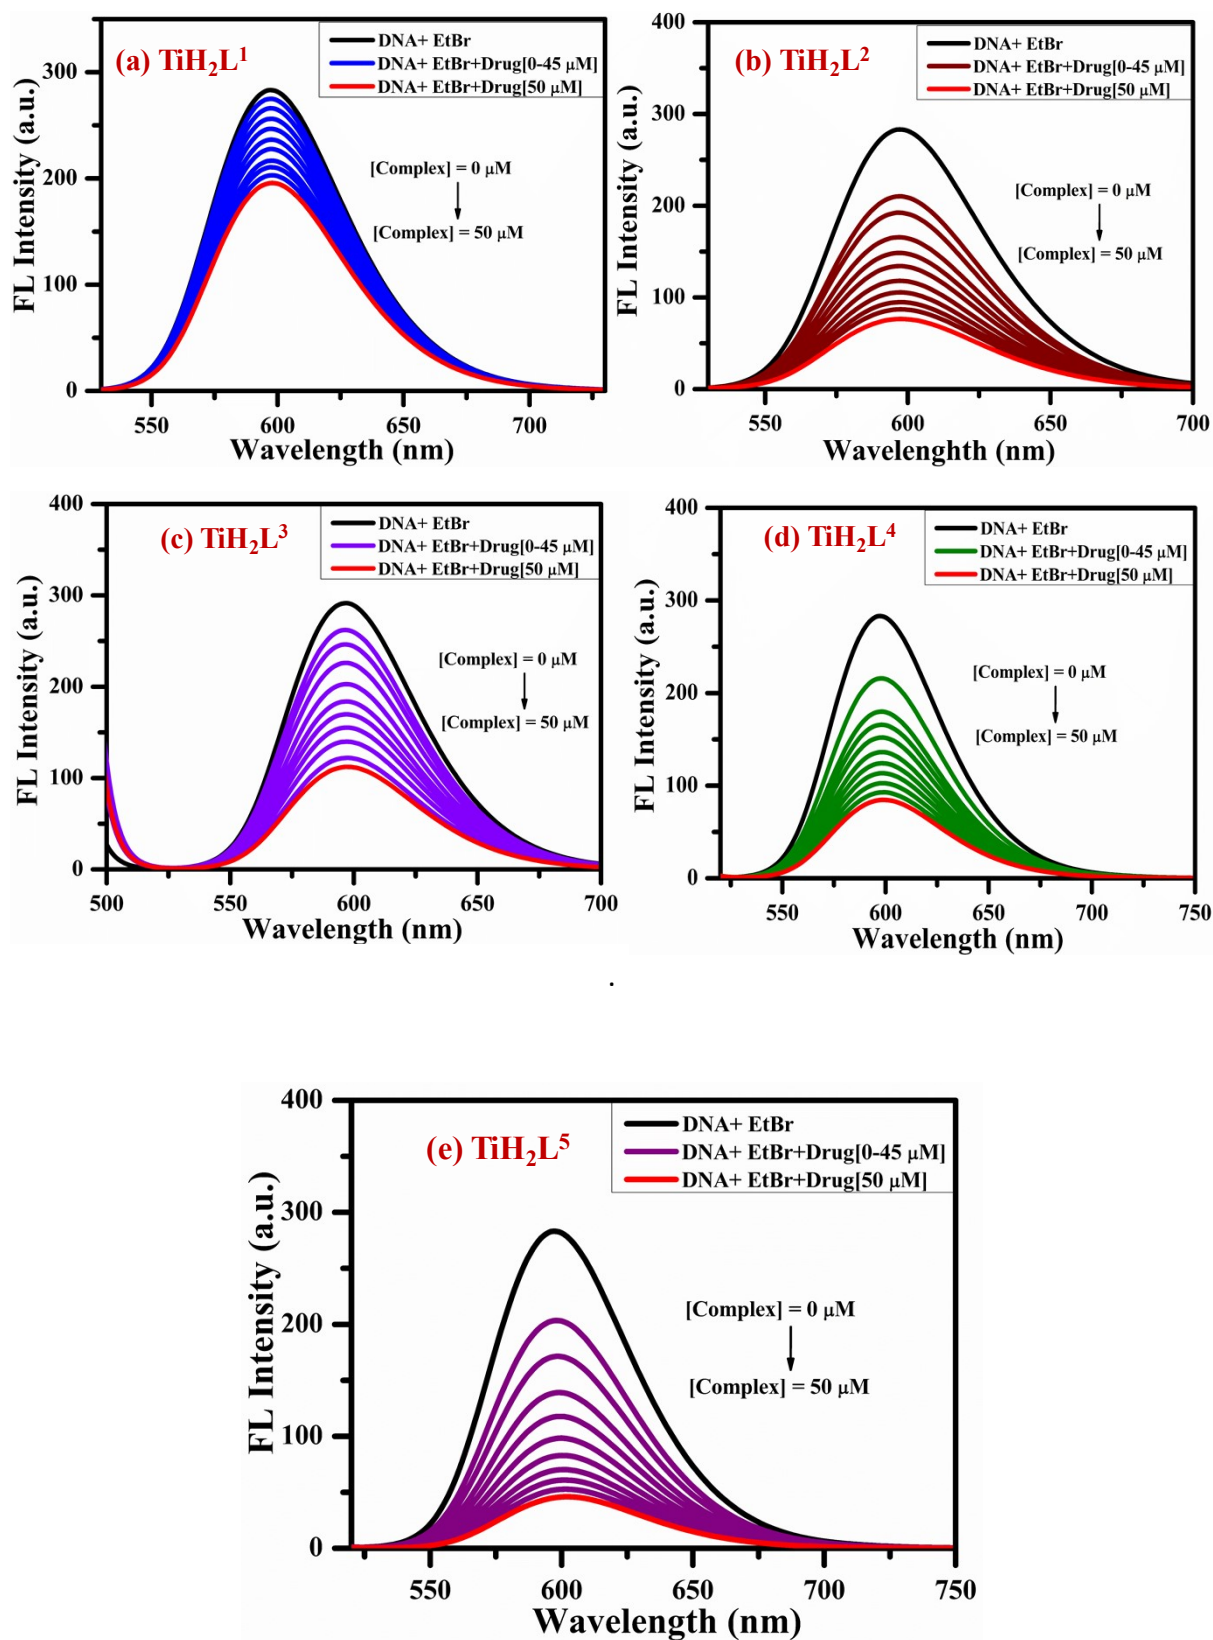 (a) TiH₂L¹
DNA+ EtBr
DNA+ EtBr+Drug[0-45 μM]
DNA+ EtBr+Drug[50 μM]
[Complex] = 0 μM
[Complex] = 50 μM
FL Intensity (a.u.)
300
200
100
0
550 600 650 700
Wavelength (nm)
(b) TiH₂L²
DNA+ EtBr
DNA+ EtBr+Drug[0-45 μM]
DNA+ EtBr+Drug[50 μM]
[Complex] = 0 μM
[Complex] = 50 μM
FL Intensity (a.u.)
400
300
200
100
0
550 600 650 700
Wavelenghth (nm)
(c) TiH₂L³
DNA+ EtBr
DNA+ EtBr+Drug[0-45 μM]
DNA+ EtBr+Drug[50 μM]
[Complex] = 0 μM
[Complex] = 50 μM
FL Intensity (a.u.)
400
300
200
100
0
500 550 600 650 700
Wavelength (nm)
(d) TiH₂L⁴
DNA+ EtBr
DNA+ EtBr+Drug[0-45 μM]
DNA+ EtBr+Drug[50 μM]
[Complex] = 0 μM
[Complex] = 50 μM
FL Intensity (a.u.)
400
300
200
100
0
550 600 650 700 750
Wavelength (nm)
.
(e) TiH₂L⁵
DNA+ EtBr
DNA+ EtBr+Drug[0-45 μM]
DNA+ EtBr+Drug[50 μM]
[Complex] = 0 μM
[Complex] = 50 μM
FL Intensity (a.u.)
400
300
200
100
0
550 600 650 700 750
Wavelength (nm)